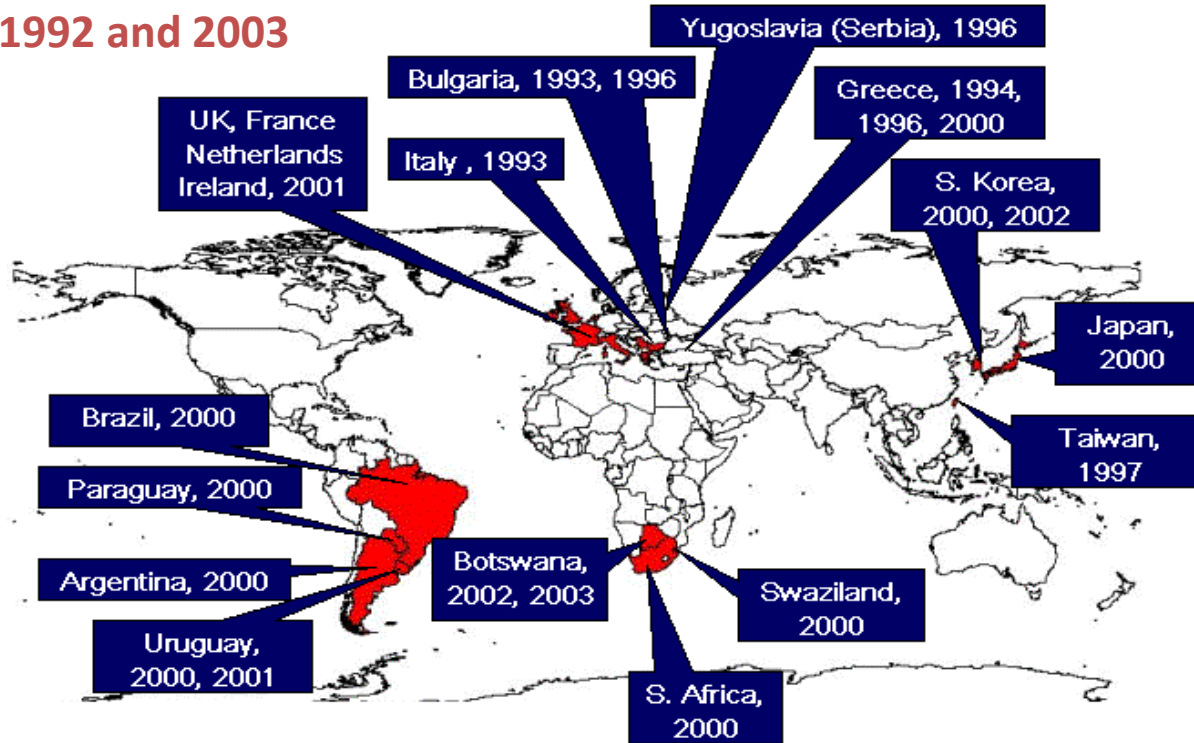 1992 and 2003
Yugoslavia (Serbia), 1996
Bulgaria, 1993, 1996
Greece, 1994,
1996, 2000
UK, France
Netherlands
Ireland, 2001
Italy , 1993
S. Korea,
2000, 2002
Japan,
2000
Taiwan,
1997
Brazil, 2000
Paraguay, 2000
Argentina, 2000
Uruguay,
2000, 2001
Botswana,
2002, 2003
Swaziland,
2000
S. Africa,
2000